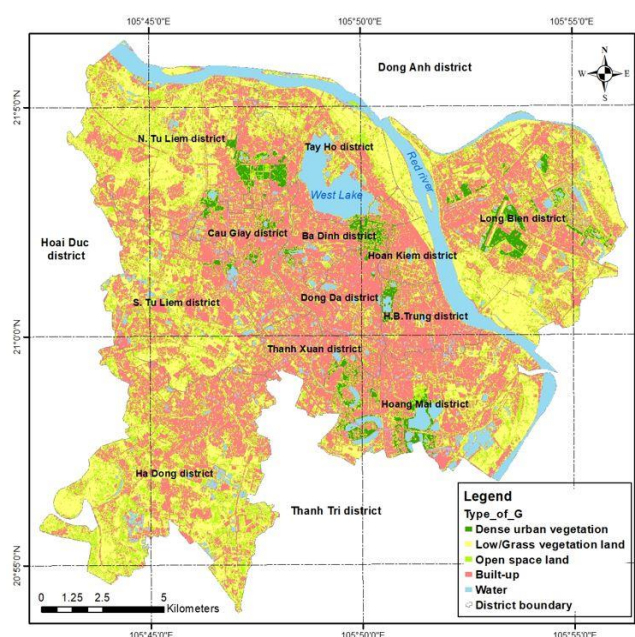 105°45'0"E 105°50'0"E 105°55'0"E
Dong Anh district
N
W E
S
21°5'0"N
N. Tu Liem district
Tay Ho district
Red river
West Lake
Long Bien district
Cau Giay district
Ba Dinh district
Hoai Duc
district
Hoan Kiem district
S. Tu Liem district
Dong Da district
H.B.Trung district
21°0'0"N
Thanh Xuan district
Hoang Mai district
Ha Dong district
Thanh Tri district
Legend
Type_of_G
Dense urban vegetation
Low/Grass vegetation land
Open space land
Built-up
Water
District boundary
20°55'0"N
0 1.25 2.5 5
Kilometers
105°45'0"E 105°50'0"E 105°55'0"E